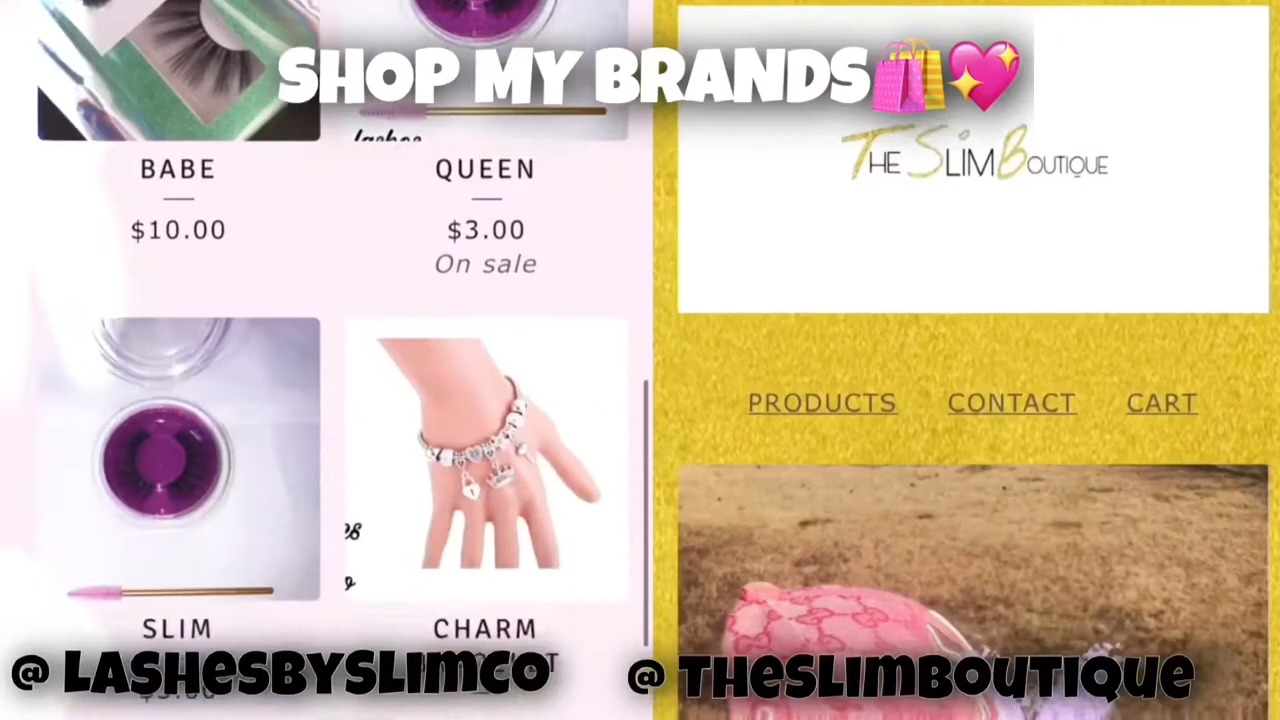 SHOP MY BRANDS
lashes
BABE
$10.00
QUEEN
$3.00
On sale
SLIM
CHARM
@ LASHESBYSLIMCO
THE SLIM BOUTIQUE
PRODUCTS CONTACT CART
@ THESLIMBOUTIQUE